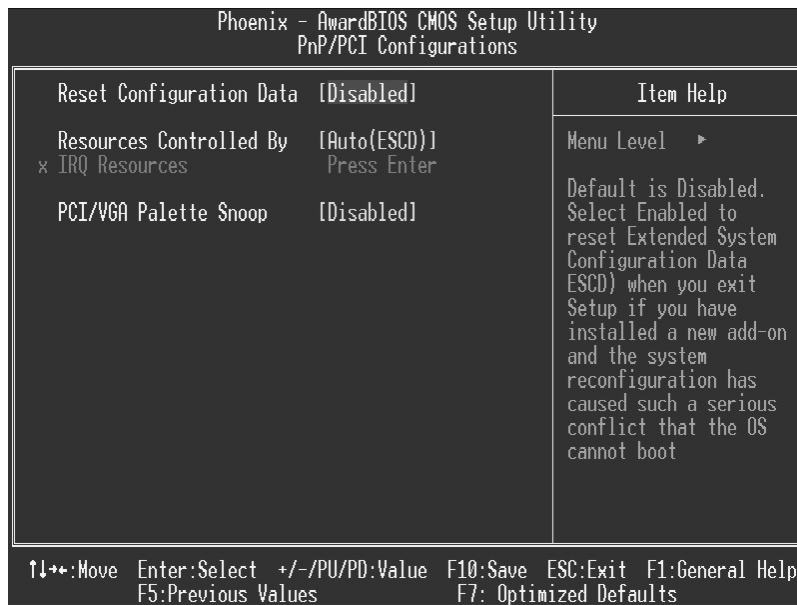 Phoenix - AwardBIOS CMOS Setup Utility
PnP/PCI Configurations
Reset Configuration Data [Disabled]
Resources Controlled By [Auto(ESCD)]
x IRQ Resources Press Enter
PCI/VGA Palette Snoop [Disabled]
Item Help
Menu Level ▸
Default is Disabled.
Select Enabled to
reset Extended System
Configuration Data
ESCD) when you exit
Setup if you have
installed a new add-on
and the system
reconfiguration has
caused such a serious
conflict that the OS
cannot boot
↑↓→←:Move Enter:Select +/-/PU/PD:Value F10:Save ESC:Exit F1:General Help
F5:Previous Values F7: Optimized Defaults